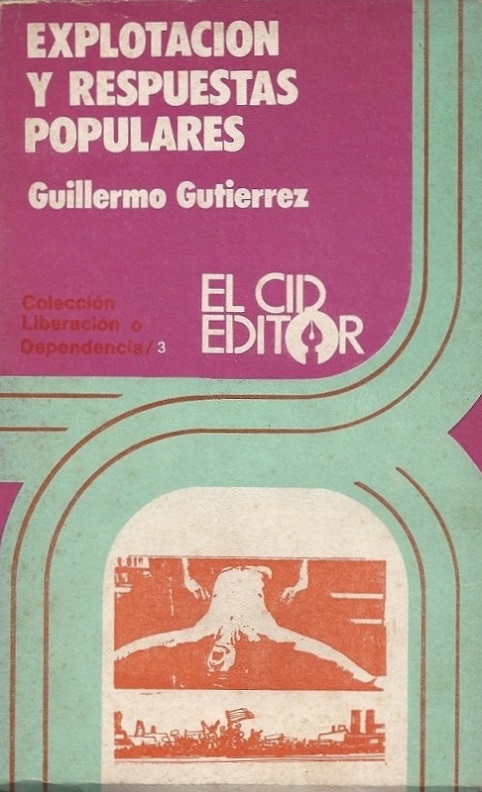 EXPLOTACION
Y RESPUESTAS
POPULARES
Guillermo Gutierrez
Colección
Liberación o
Dependencia/3
EL CID
EDITOR